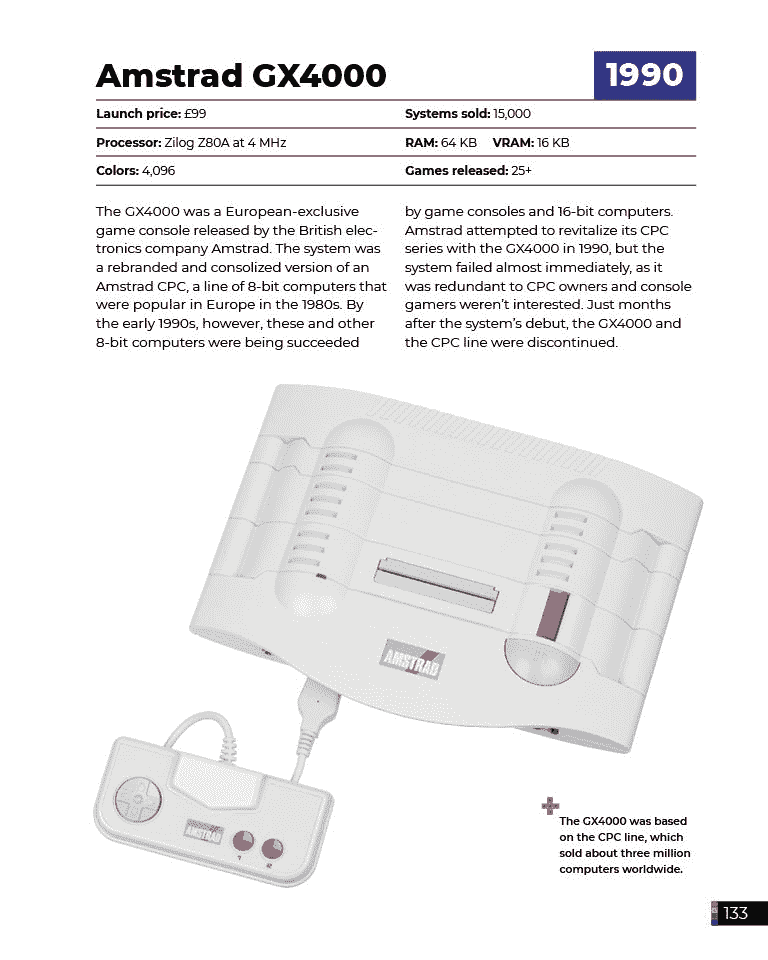 Amstrad GX4000
1990
Launch price: £99
Systems sold: 15,000
Processor: Zilog Z80A at 4 MHz
RAM: 64 KB VRAM: 16 KB
Colors: 4,096
Games released: 25+
The GX4000 was a European-exclusive
game console released by the British elec-
tronics company Amstrad. The system was
a rebranded and consolized version of an
Amstrad CPC, a line of 8-bit computers that
were popular in Europe in the 1980s. By
the early 1990s, however, these and other
8-bit computers were being succeeded
by game consoles and 16-bit computers.
Amstrad attempted to revitalize its CPC
series with the GX4000 in 1990, but the
system failed almost immediately, as it
was redundant to CPC owners and console
gamers weren't interested. Just months
after the system's debut, the GX4000 and
the CPC line were discontinued.
AMSTRAD
AMSTRAD
1 2
The GX4000 was based
on the CPC line, which
sold about three million
computers worldwide.
133